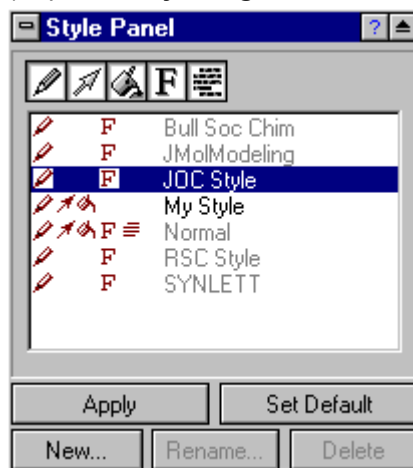 Style Panel ?
F
F Bull Soc Chim
F JMolModeling
F JOC Style
My Style
F Normal
F RSC Style
F SYNLETT
Apply Set Default
New... Rename... Delete